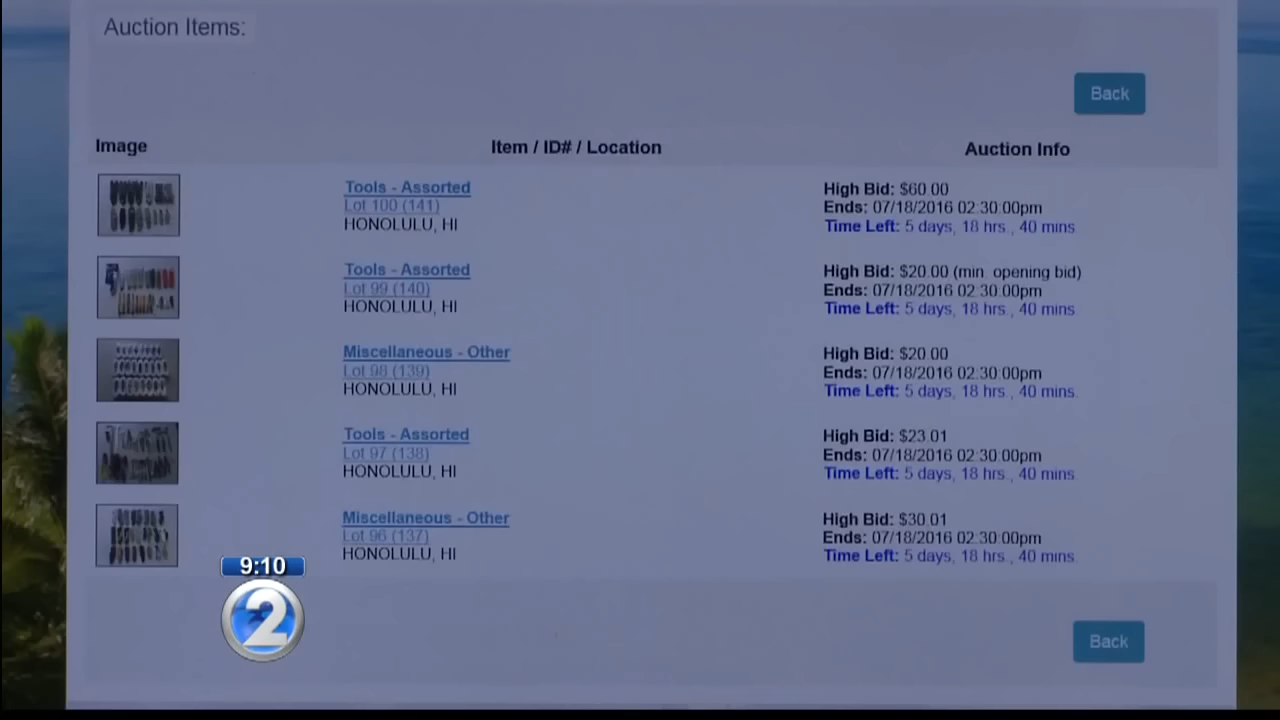 Auction Items:
Back
Image Item / ID# / Location Auction Info
Tools - Assorted
Lot 100 (141)
HONOLULU, HI
High Bid: $60.00
Ends: 07/18/2016 02:30:00pm
Time Left: 5 days, 18 hrs., 40 mins.
Tools - Assorted
Lot 99 (140)
HONOLULU, HI
High Bid: $20.00 (min. opening bid)
Ends: 07/18/2016 02:30:00pm
Time Left: 5 days, 18 hrs., 40 mins.
Miscellaneous - Other
Lot 98 (139)
HONOLULU, HI
High Bid: $20.00
Ends: 07/18/2016 02:30:00pm
Time Left: 5 days, 18 hrs., 40 mins.
Tools - Assorted
Lot 97 (138)
HONOLULU, HI
High Bid: $23.01
Ends: 07/18/2016 02:30:00pm
Time Left: 5 days, 18 hrs., 40 mins.
Miscellaneous - Other
Lot 96 (137)
HONOLULU, HI
High Bid: $30.01
Ends: 07/18/2016 02:30:00pm
Time Left: 5 days, 18 hrs., 40 mins.
9:10
2
Back